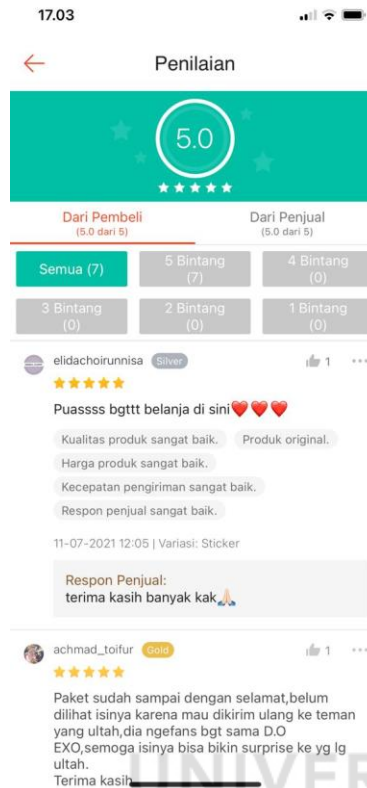 17.03
Penilaian
5.0
Dari Pembeli
(5.0 dari 5)
Dari Penjual
(5.0 dari 5)
Semua (7)
5 Bintang
(7)
4 Bintang
(0)
3 Bintang
(0)
2 Bintang
(0)
1 Bintang
(0)
elidachoirunnisa Silver 1
Puassss bgttt belanja di sini❤️❤️❤️
Kualitas produk sangat baik. Produk original.
Harga produk sangat baik.
Kecepatan pengiriman sangat baik.
Respon penjual sangat baik.
11-07-2021 12:05 | Variasi: Sticker
Respon Penjual:
terima kasih banyak kak🙏🏻
achmad_toifur Gold 1
Paket sudah sampai dengan selamat,belum
dilihat isinya karena mau dikirim ulang ke teman
yang ultah,dia ngefans bgt sama D.O
EXO,semoga isinya bisa bikin surprise ke yg lg
ultah.
Terima kasih
UNIVER